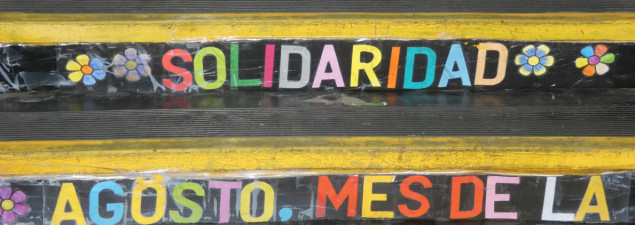 SOLIDARIDAD
AGOSTO, MES DE LA